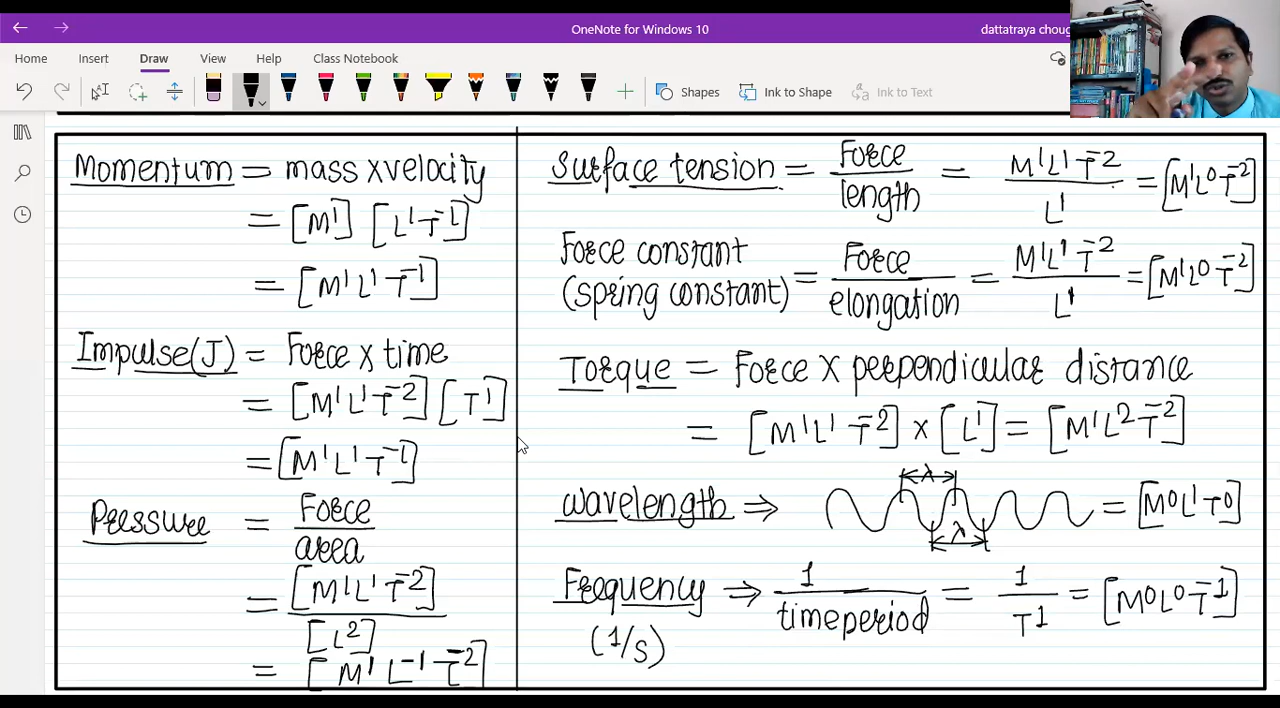 OneNote for Windows 10
dattatraya choug
Home Insert Draw View Help Class Notebook
Shapes Ink to Shape Ink to Text
Momentum = mass x velocity
= [M¹] [L¹T⁻¹]
= [M¹L¹T⁻¹]
Impulse(J) = Force x time
= [M¹L¹T⁻²] [T¹]
= [M¹L¹T⁻¹]
Pressure = Force / area
= [M¹L¹T⁻²] / [L²]
= [M¹L⁻¹T⁻²]
Surface tension = Force / length = M¹L¹T⁻² / L¹ = [M¹L⁰T⁻²]
Force constant
(spring constant) = Force / elongation = M¹L¹T⁻² / L¹ = [M¹L⁰T⁻²]
Torque = Force x perpendicular distance
= [M¹L¹T⁻²] x [L¹] = [M¹L²T⁻²]
λ
wavelength ⇒ = [M⁰L¹T⁰]
λ
Frequency ⇒ 1 / timeperiod = 1 / T¹ = [M⁰L⁰T⁻¹]
(1/s)